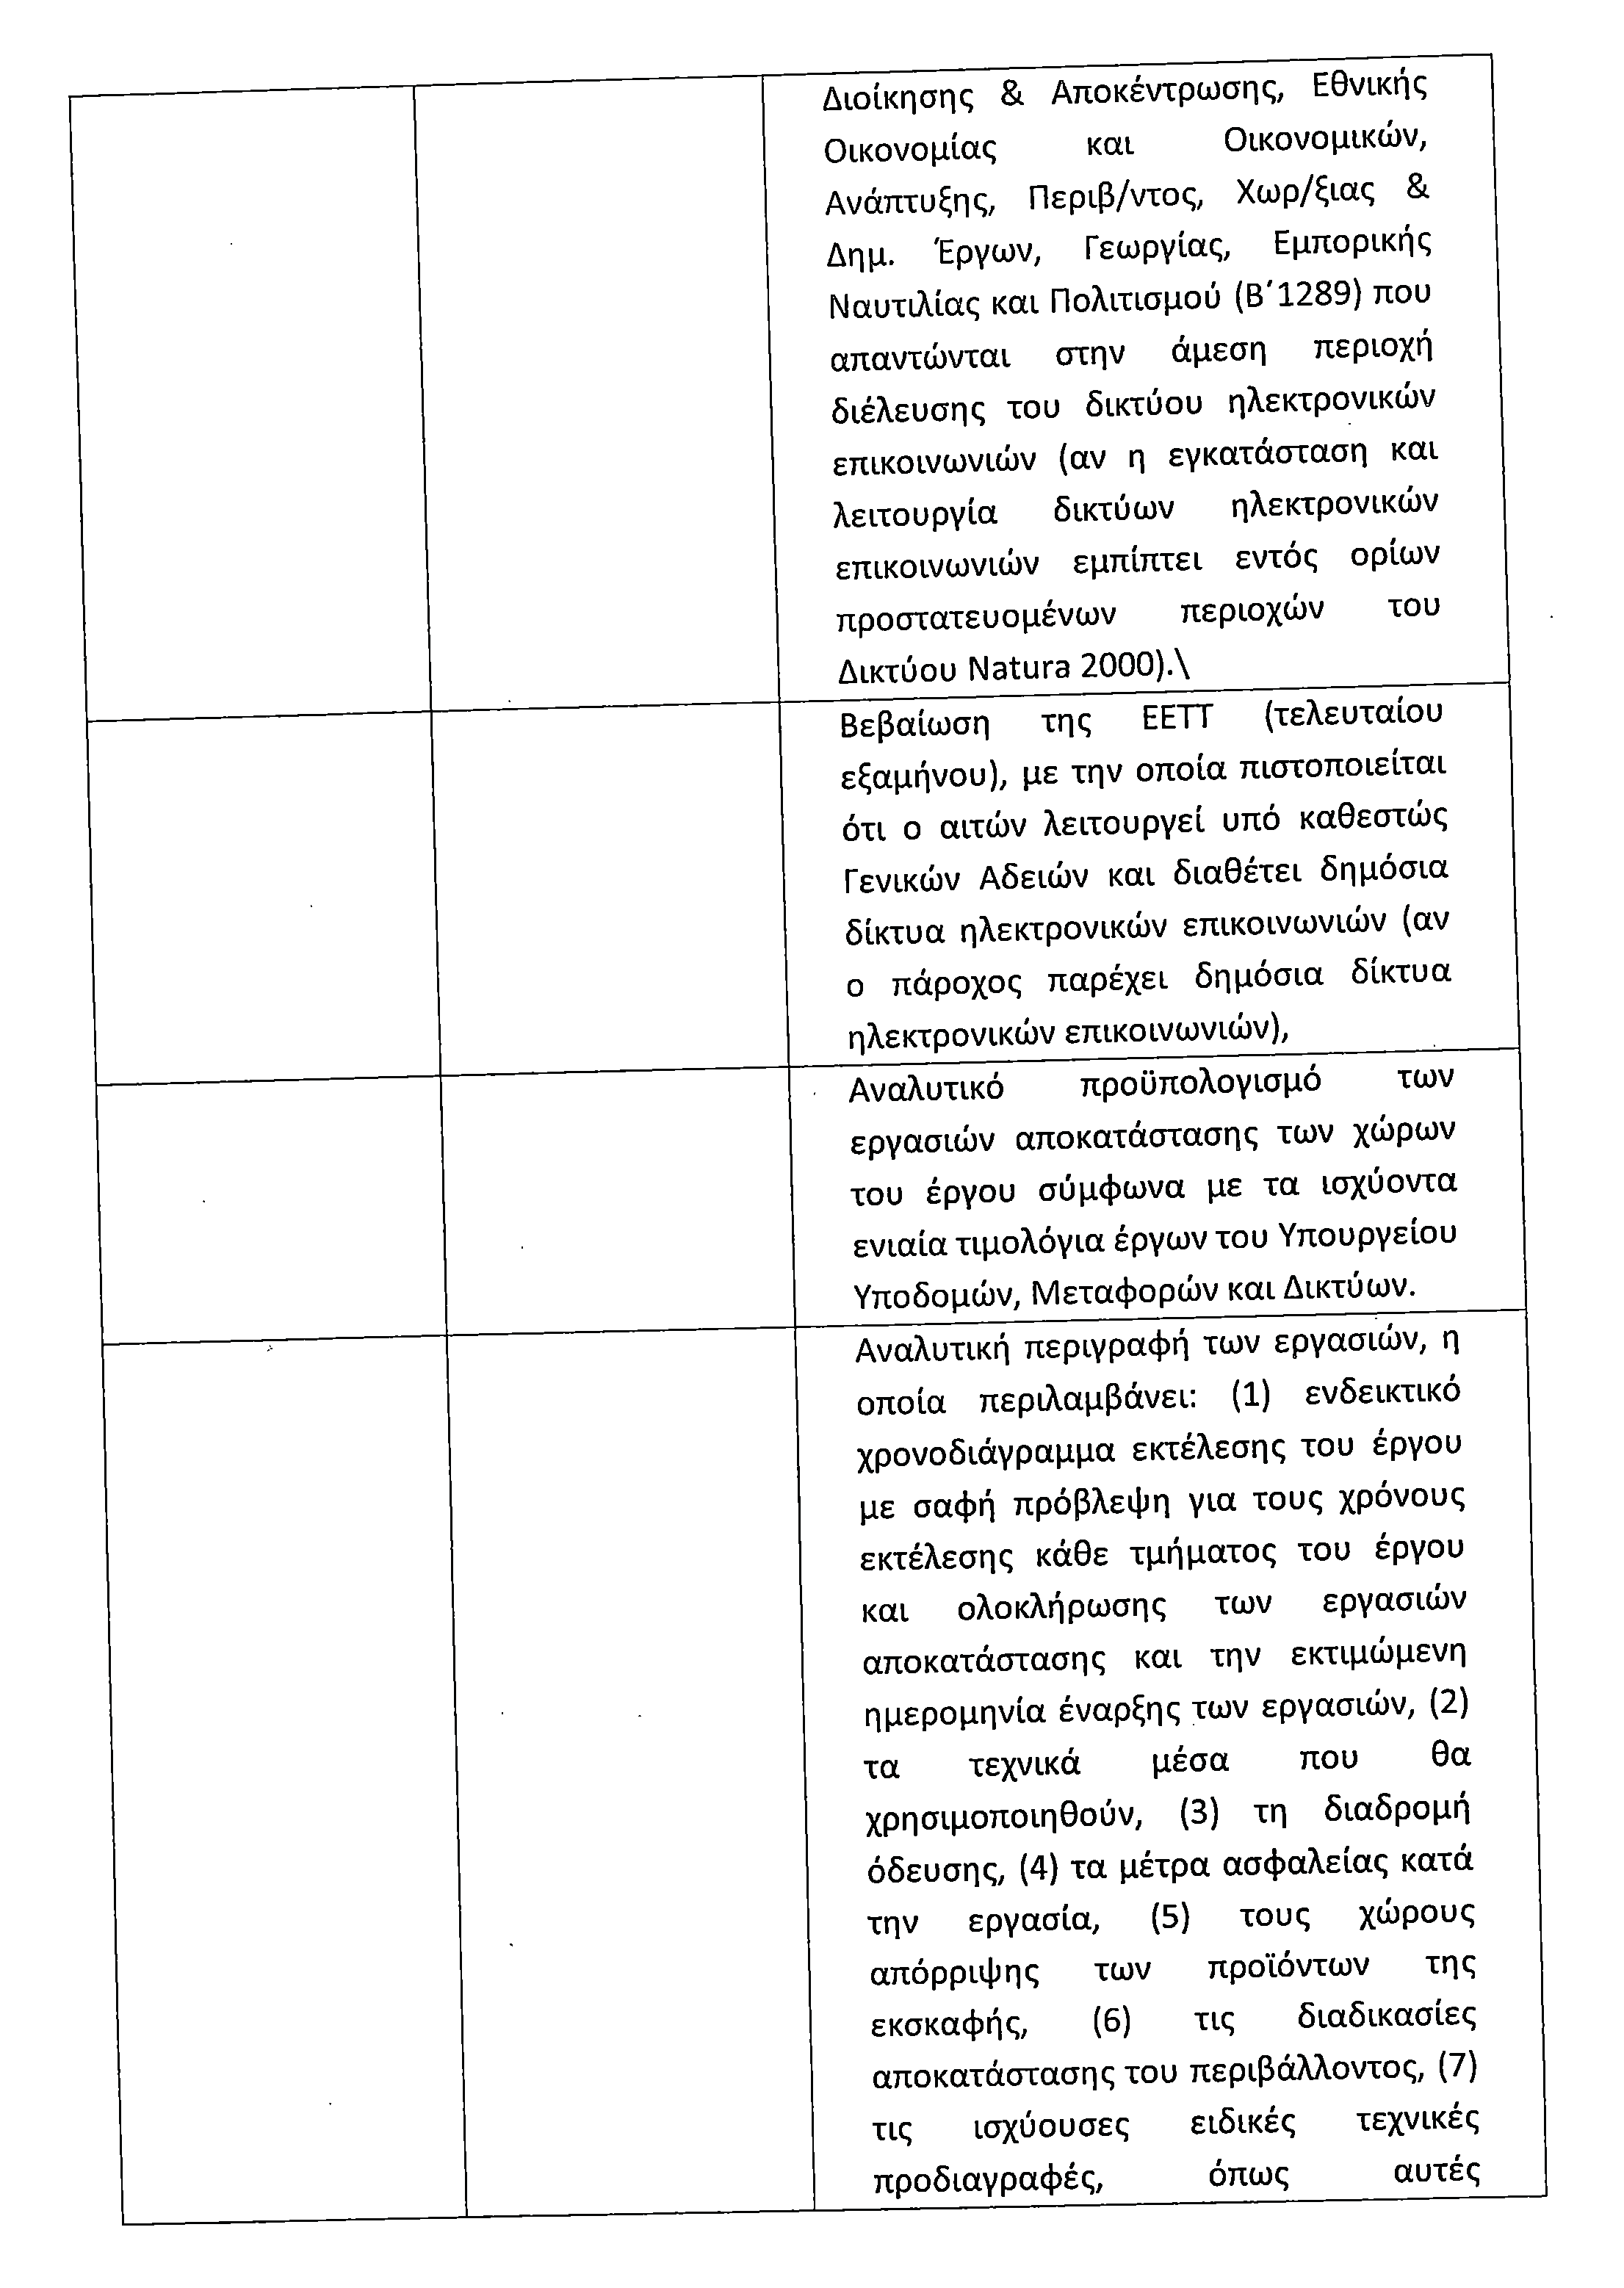 Διοίκησης & Αποκέντρωσης, Εθνικής
Οικονομίας και Οικονομικών,
Ανάπτυξης, Περιβ/ντος, Χωρ/ξιας &
Δημ. Έργων, Γεωργίας, Εμπορικής
Ναυτιλίας και Πολιτισμού (Β΄1289) που
απαντώνται στην άμεση περιοχή
διέλευσης του δικτύου ηλεκτρονικών
επικοινωνιών (αν η εγκατάσταση και
λειτουργία δικτύων ηλεκτρονικών
επικοινωνιών εμπίπτει εντός ορίων
προστατευομένων περιοχών του
Δικτύου Natura 2000).\
Βεβαίωση της ΕΕΤΤ (τελευταίου
εξαμήνου), με την οποία πιστοποιείται
ότι ο αιτών λειτουργεί υπό καθεστώς
Γενικών Αδειών και διαθέτει δημόσια
δίκτυα ηλεκτρονικών επικοινωνιών (αν
ο πάροχος παρέχει δημόσια δίκτυα
ηλεκτρονικών επικοινωνιών),
Αναλυτικό προϋπολογισμό των
εργασιών αποκατάστασης των χώρων
του έργου σύμφωνα με τα ισχύοντα
ενιαία τιμολόγια έργων του Υπουργείου
Υποδομών, Μεταφορών και Δικτύων.
Αναλυτική περιγραφή των εργασιών, η
οποία περιλαμβάνει: (1) ενδεικτικό
χρονοδιάγραμμα εκτέλεσης του έργου
με σαφή πρόβλεψη για τους χρόνους
εκτέλεσης κάθε τμήματος του έργου
και ολοκλήρωσης των εργασιών
αποκατάστασης και την εκτιμώμενη
ημερομηνία έναρξης των εργασιών, (2)
τα τεχνικά μέσα που θα
χρησιμοποιηθούν, (3) τη διαδρομή
όδευσης, (4) τα μέτρα ασφαλείας κατά
την εργασία, (5) τους χώρους
απόρριψης των προϊόντων της
εκσκαφής, (6) τις διαδικασίες
αποκατάστασης του περιβάλλοντος, (7)
τις ισχύουσες ειδικές τεχνικές
προδιαγραφές, όπως αυτές